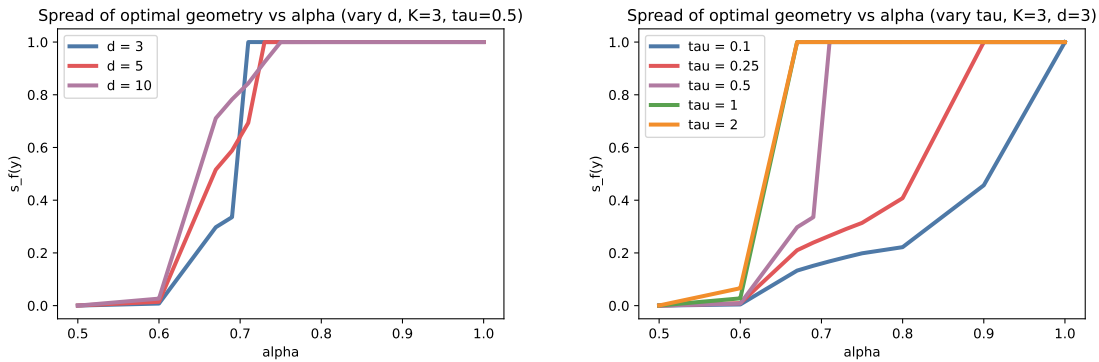 Spread of optimal geometry vs alpha (vary d, K=3, tau=0.5)
1.0
0.8
0.6
0.4
0.2
0.0
s_f(y)
d = 3
d = 5
d = 10
0.5 0.6 0.7 0.8 0.9 1.0
alpha
Spread of optimal geometry vs alpha (vary tau, K=3, d=3)
1.0
0.8
0.6
0.4
0.2
0.0
s_f(y)
tau = 0.1
tau = 0.25
tau = 0.5
tau = 1
tau = 2
0.5 0.6 0.7 0.8 0.9 1.0
alpha